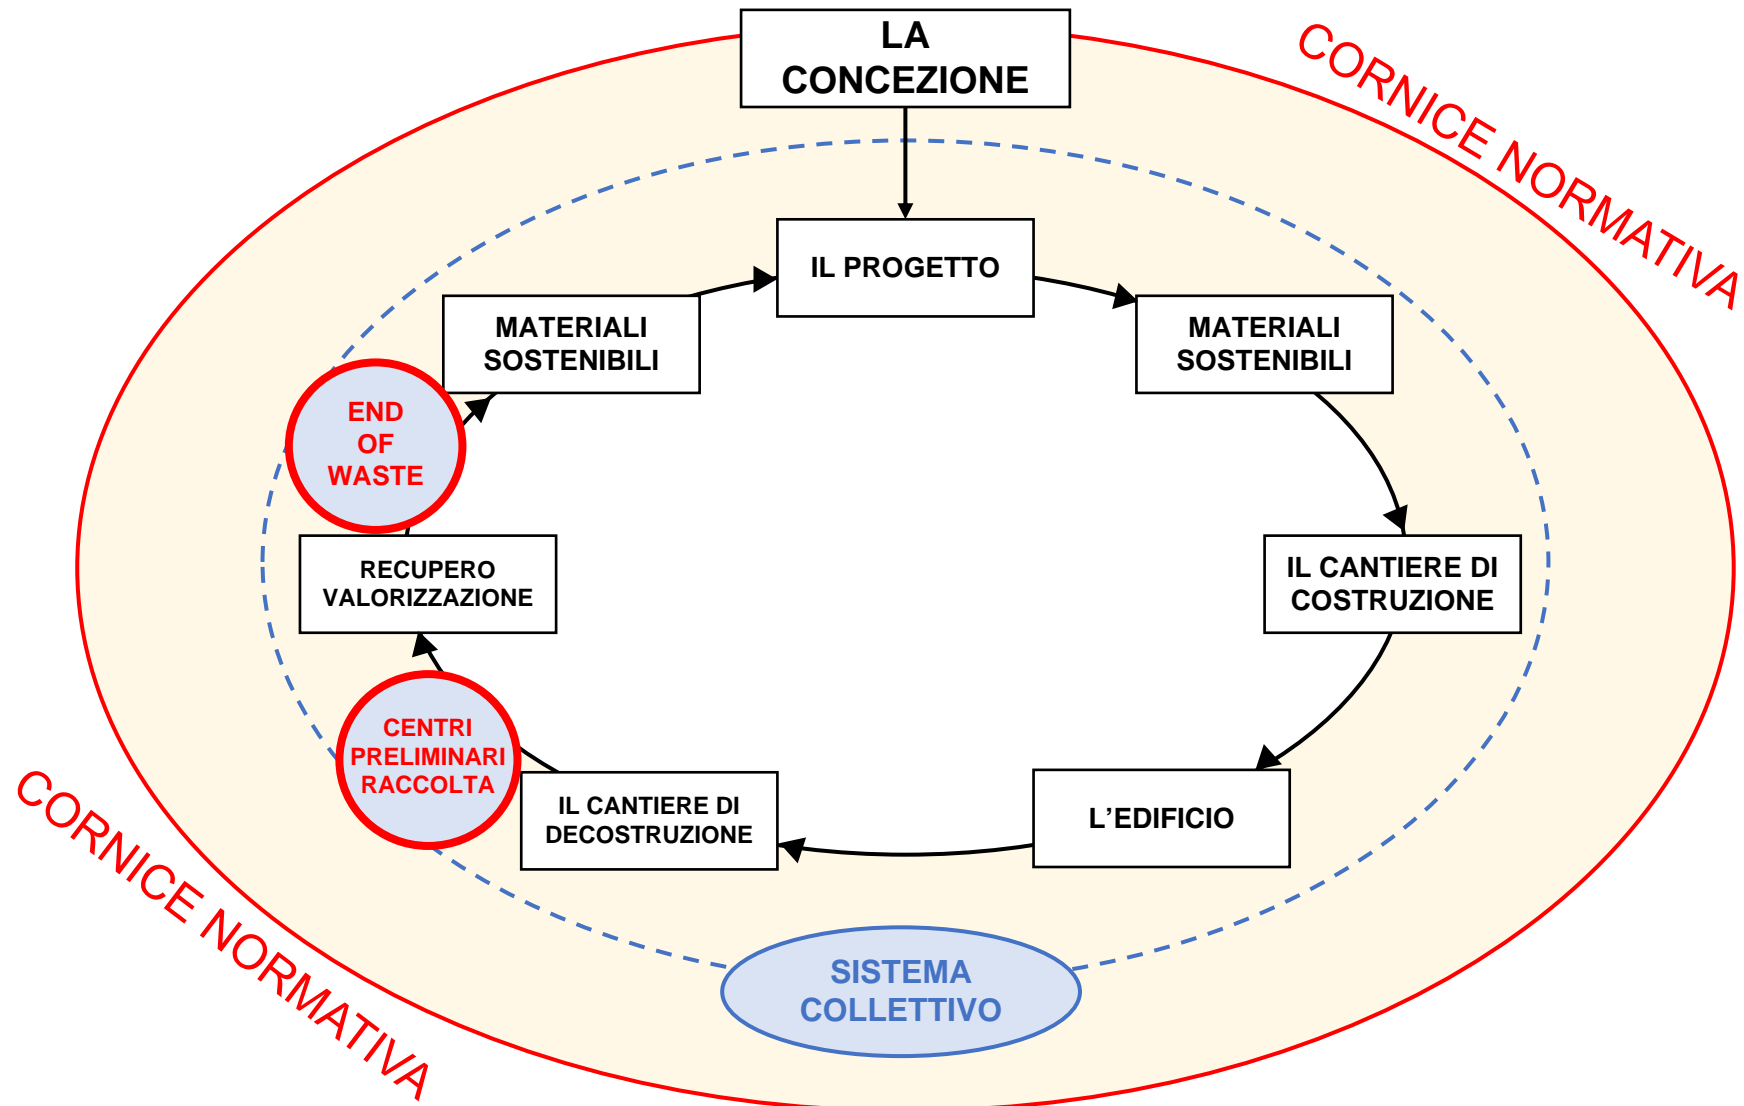 LA
CONCEZIONE
CORNICE NORMATIVA
IL PROGETTO
MATERIALI
SOSTENIBILI
MATERIALI
SOSTENIBILI
END
OF
WASTE
RECUPERO
VALORIZZAZIONE
IL CANTIERE DI
COSTRUZIONE
CENTRI
PRELIMINARI
RACCOLTA
IL CANTIERE DI
DECOSTRUZIONE
L’EDIFICIO
CORNICE NORMATIVA
SISTEMA
COLLETTIVO